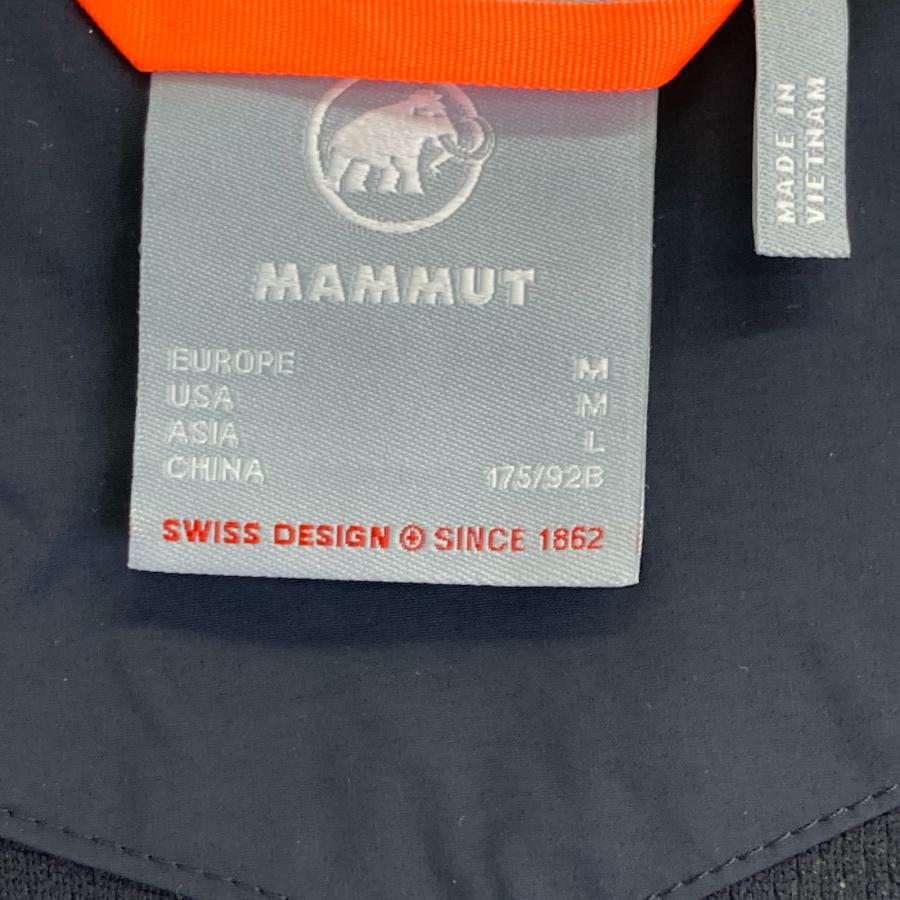 MAMMUT
EUROPE M
USA M
ASIA L
CHINA 175/92B
SWISS DESIGN SINCE 1862
MADE IN
VIETNAM